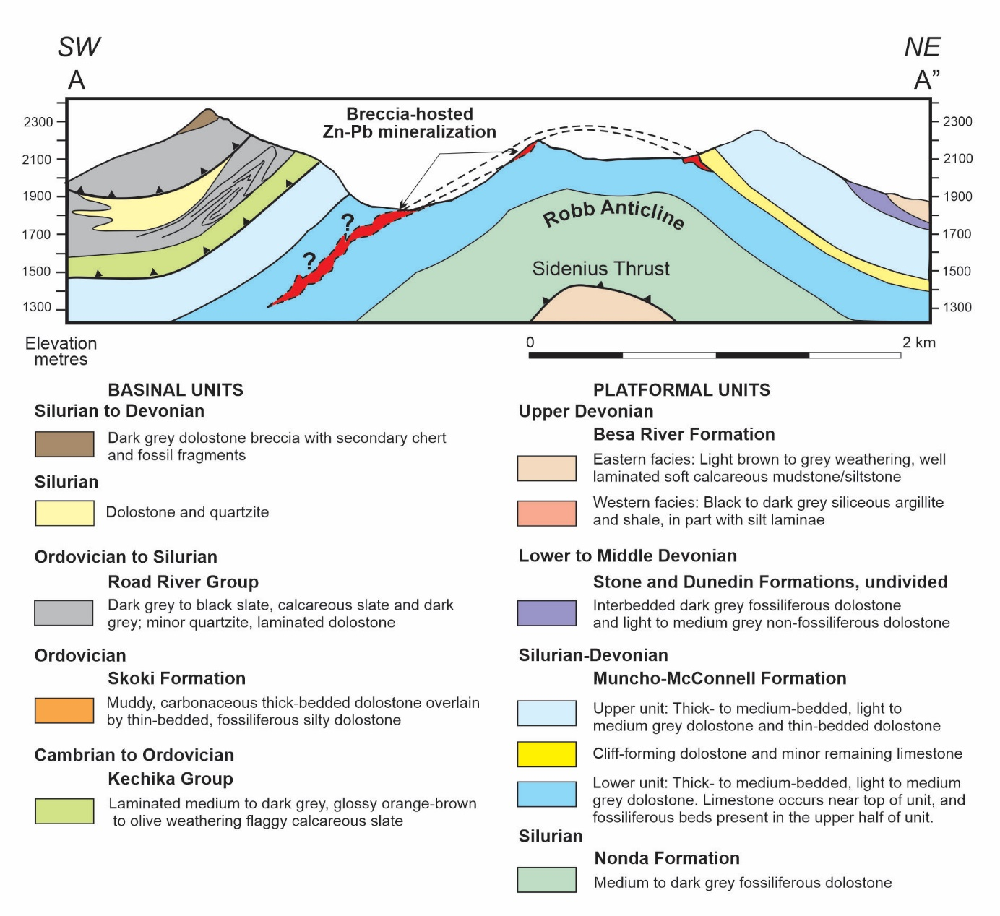 SW
NE
A
A”
Breccia-hosted
Zn-Pb mineralization
2300
2100
1900
1700
1500
1300
2300
2100
1900
1700
1500
1300
?
?
Robb Anticline
Sidenius Thrust
Elevation
metres
0
2 km
BASINAL UNITS
Silurian to Devonian
Dark grey dolostone breccia with secondary chert
and fossil fragments
Silurian
Dolostone and quartzite
Ordovician to Silurian
Road River Group
Dark grey to black slate, calcareous slate and dark
grey; minor quartzite, laminated dolostone
Ordovician
Skoki Formation
Muddy, carbonaceous thick-bedded dolostone overlain
by thin-bedded, fossiliferous silty dolostone
Cambrian to Ordovician
Kechika Group
Laminated medium to dark grey, glossy orange-brown
to olive weathering flaggy calcareous slate
PLATFORMAL UNITS
Upper Devonian
Besa River Formation
Eastern facies: Light brown to grey weathering, well
laminated soft calcareous mudstone/siltstone
Western facies: Black to dark grey siliceous argillite
and shale, in part with silt laminae
Lower to Middle Devonian
Stone and Dunedin Formations, undivided
Interbedded dark grey fossiliferous dolostone
and light to medium grey non-fossiliferous dolostone
Silurian-Devonian
Muncho-McConnell Formation
Upper unit: Thick- to medium-bedded, light to
medium grey dolostone and thin-bedded dolostone
Cliff-forming dolostone and minor remaining limestone
Lower unit: Thick- to medium-bedded, light to medium
grey dolostone. Limestone occurs near top of unit, and
fossiliferous beds present in the upper half of unit.
Silurian
Nonda Formation
Medium to dark grey fossiliferous dolostone